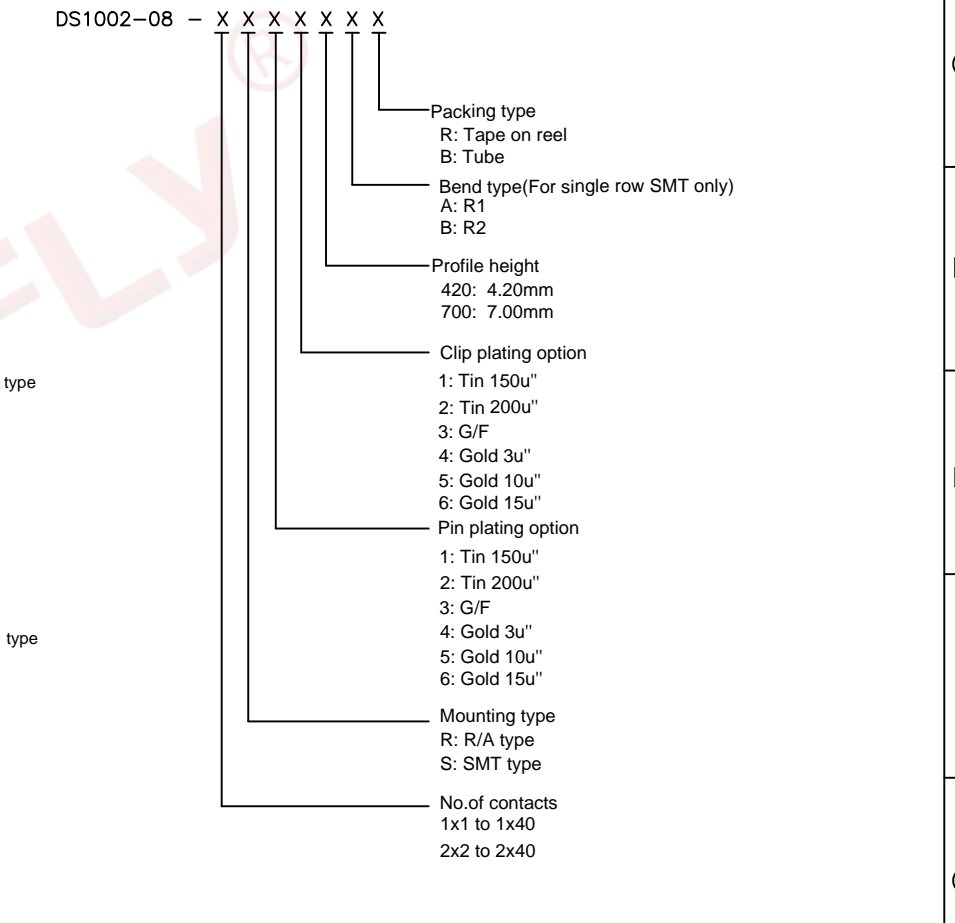 DS1002-08 - X X X X X X X
Packing type
R: Tape on reel
B: Tube
Bend type(For single row SMT only)
A: R1
B: R2
Profile height
420: 4.20mm
700: 7.00mm
Clip plating option
type
1: Tin 150u"
2: Tin 200u"
3: G/F
4: Gold 3u"
5: Gold 10u"
6: Gold 15u"
Pin plating option
1: Tin 150u"
2: Tin 200u"
3: G/F
4: Gold 3u"
type
5: Gold 10u"
6: Gold 15u"
Mounting type
R: R/A type
S: SMT type
No.of contacts
1x1 to 1x40
2x2 to 2x40
FLY®